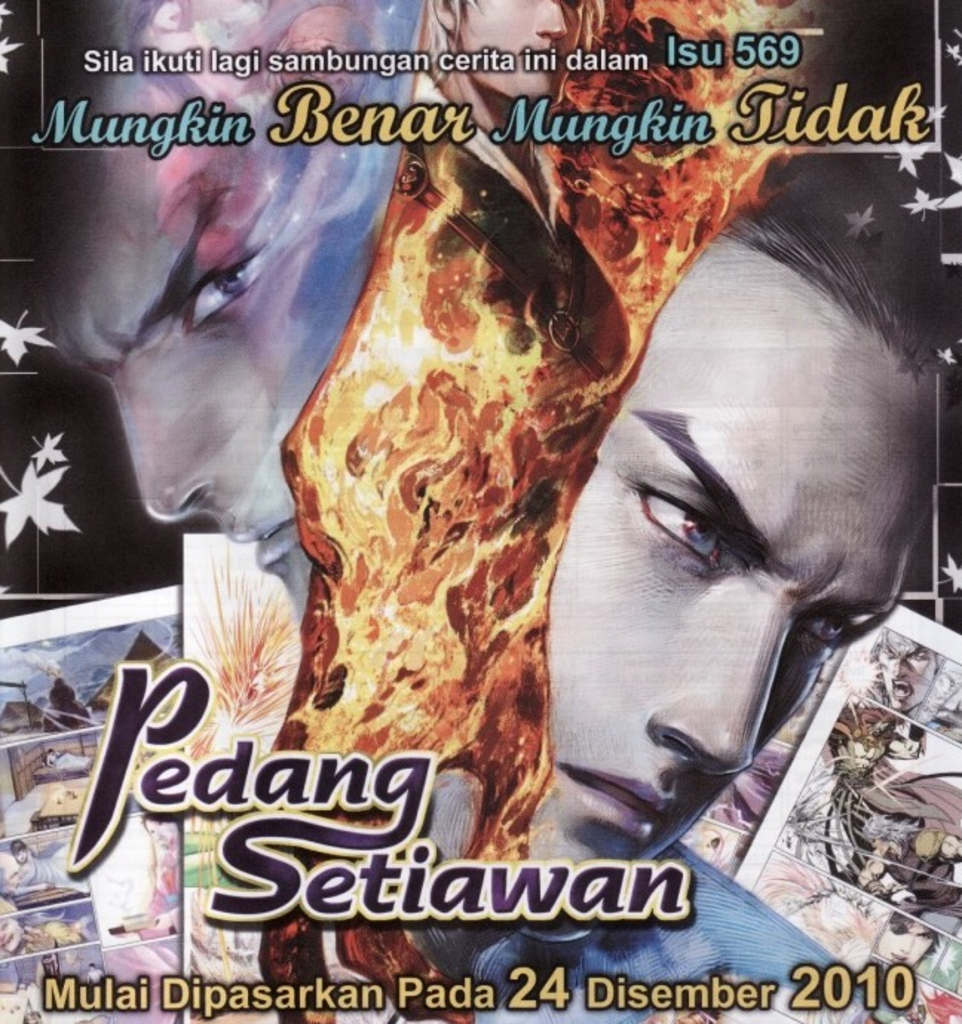 Sila ikuti lagi sambungan cerita ini dalam Isu 569
Mungkin Benar Mungkin Tidak
Pedang
Setiawan
Mulai Dipasarkan Pada 24 Disember 2010